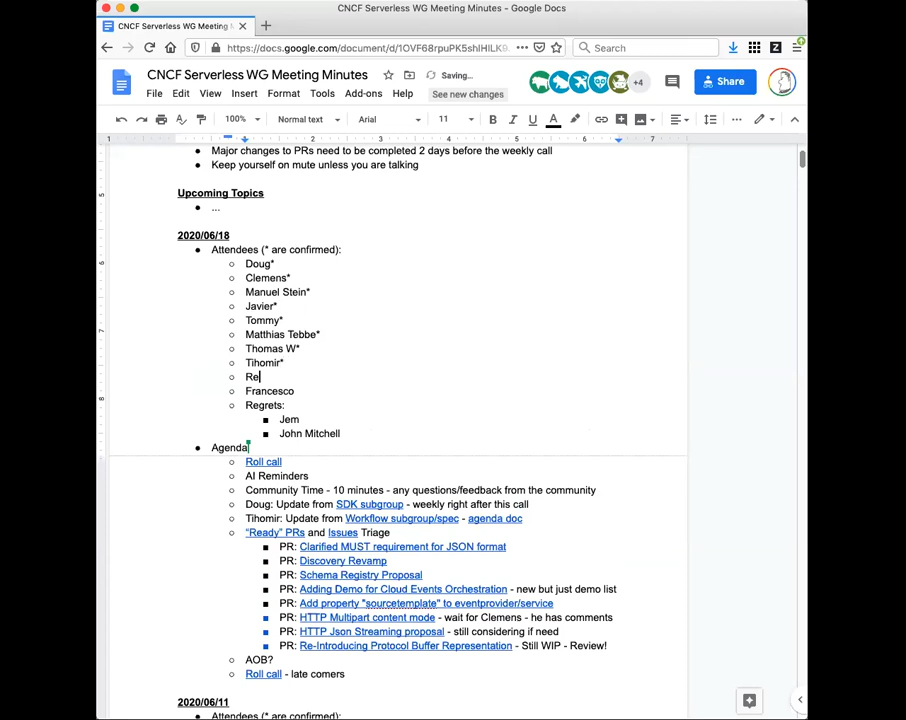 CNCF Serverless WG Meeting Minutes - Google Docs
CNCF Serverless WG Meeting Minutes
https://docs.google.com/document/d/1OVF68rpuPK5shIHILK9
Search
CNCF Serverless WG Meeting Minutes
Saving...
File Edit View Insert Format Tools Add-ons Help
See new changes
+4
Share
100% Normal text Arial 11 B I U A
1 1 2 3 4 5 6 7
Major changes to PRs need to be completed 2 days before the weekly call
Keep yourself on mute unless you are talking
Upcoming Topics
...
2020/06/18
Attendees (* are confirmed):
Doug*
Clemens*
Manuel Stein*
Javier*
Tommy*
Matthias Tebbe*
Thomas W*
Tihomir*
Re
Francesco
Regrets:
Jem
John Mitchell
Agenda
Roll call
AI Reminders
Community Time - 10 minutes - any questions/feedback from the community
Doug: Update from SDK subgroup - weekly right after this call
Tihomir: Update from Workflow subgroup/spec - agenda doc
“Ready” PRs and Issues Triage
PR: Clarified MUST requirement for JSON format
PR: Discovery Revamp
PR: Schema Registry Proposal
PR: Adding Demo for Cloud Events Orchestration - new but just demo list
PR: Add property "sourcetemplate" to eventprovider/service
PR: HTTP Multipart content mode - wait for Clemens - he has comments
PR: HTTP Json Streaming proposal - still considering if need
PR: Re-Introducing Protocol Buffer Representation - Still WIP - Review!
AOB?
Roll call - late comers
2020/06/11
Attendees (* are confirmed):